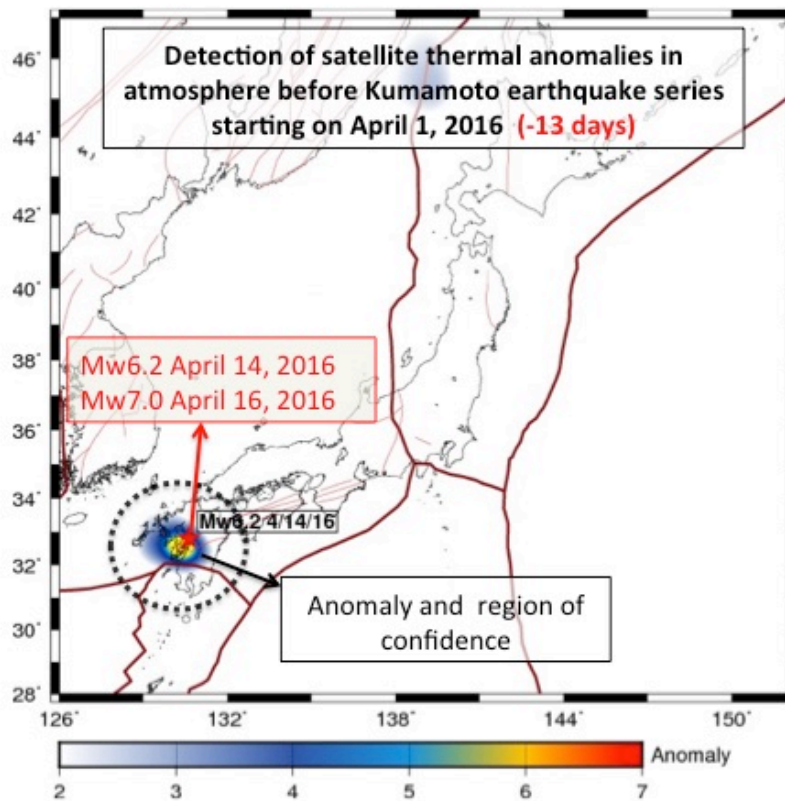 Detection of satellite thermal anomalies in
atmosphere before Kumamoto earthquake series
starting on April 1, 2016 (-13 days)
46˚
44˚
42˚
40˚
38˚
36˚
34˚
32˚
30˚
28˚
Mw6.2 April 14, 2016
Mw7.0 April 16, 2016
Mw6.2 4/14/16
Anomaly and region of
confidence
126˚ 132˚ 138˚ 144˚ 150˚
Anomaly
2 3 4 5 6 7